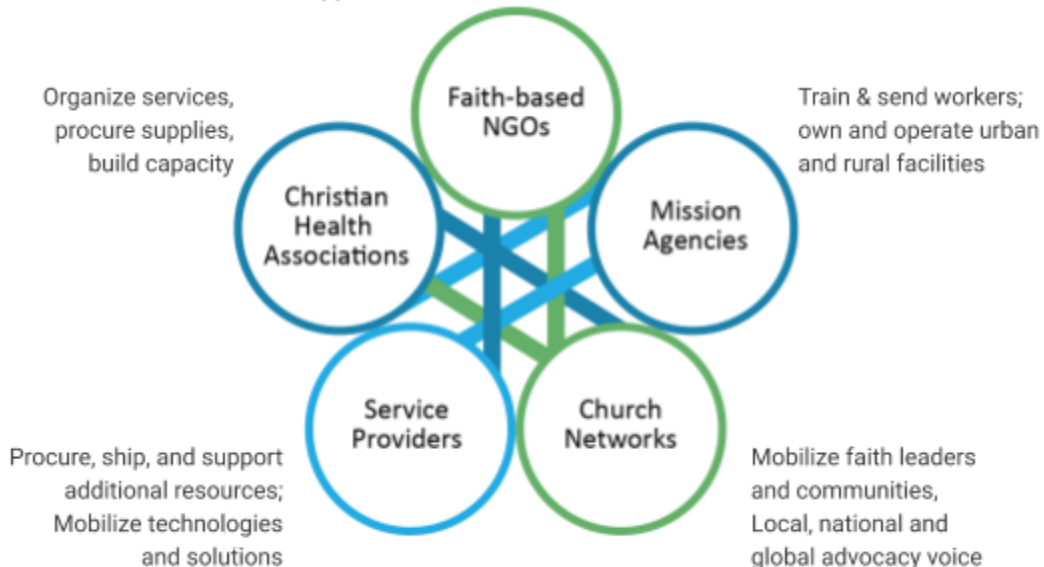 Faith-based
NGOs
Organize services,
procure supplies,
build capacity
Train & send workers;
own and operate urban
and rural facilities
Christian
Health
Associations
Mission
Agencies
Service
Providers
Church
Networks
Procure, ship, and support
additional resources;
Mobilize technologies
and solutions
Mobilize faith leaders
and communities,
Local, national and
global advocacy voice